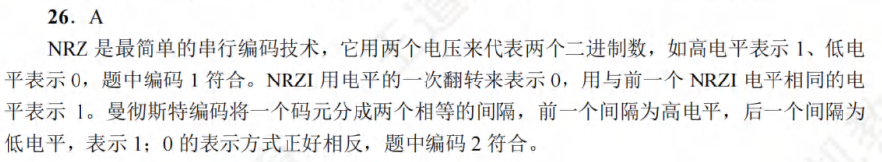 26．A
NRZ 是最简单的串行编码技术，它用两个电压来代表两个二进制数，如高电平表示 1、低电
平表示 0，题中编码 1 符合。NRZI 用电平的一次翻转来表示 0，用与前一个 NRZI 电平相同的电
平表示 1。曼彻斯特编码将一个码元分成两个相等的间隔，前一个间隔为高电平，后一个间隔为
低电平，表示 1；0 的表示方式正好相反，题中编码 2 符合。